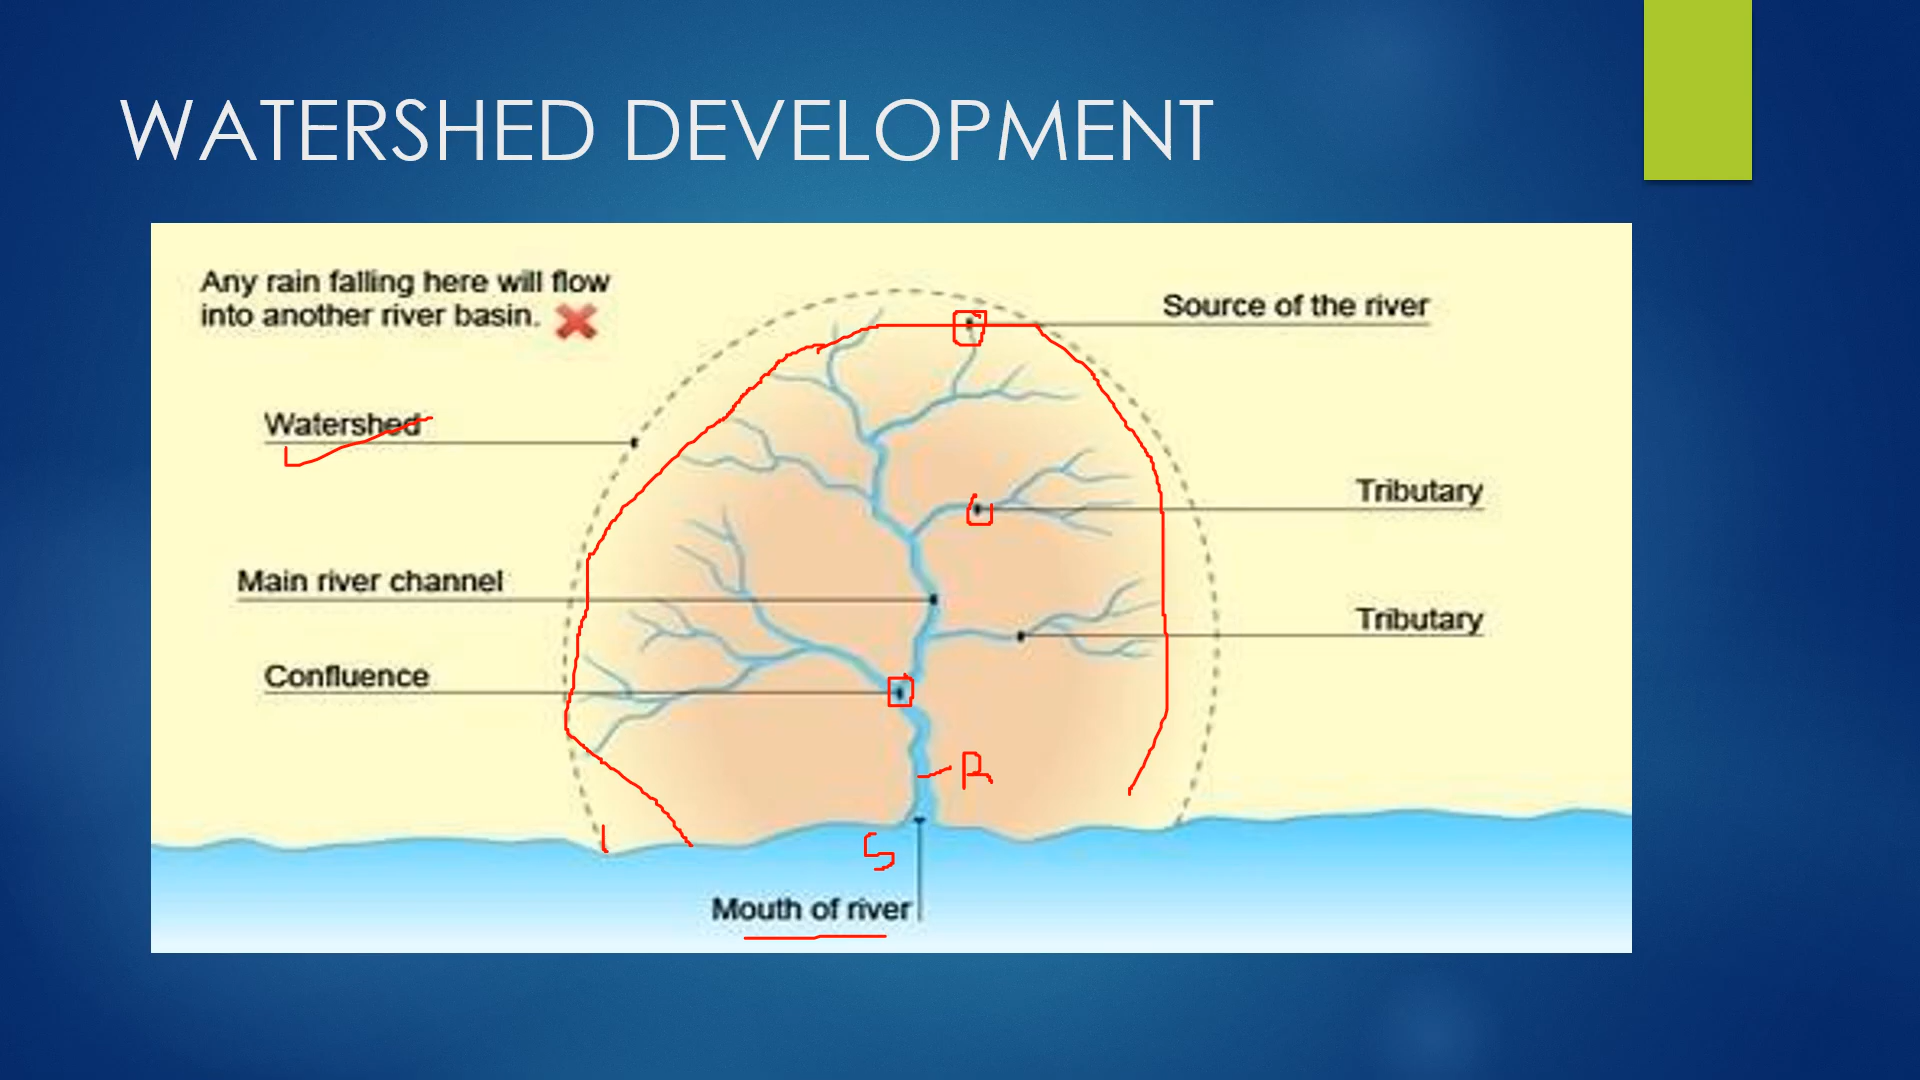 WATERSHED DEVELOPMENT
Any rain falling here will flow
into another river basin.
Source of the river
Watershed
Tributary
Main river channel
Tributary
Confluence
R
S
Mouth of river